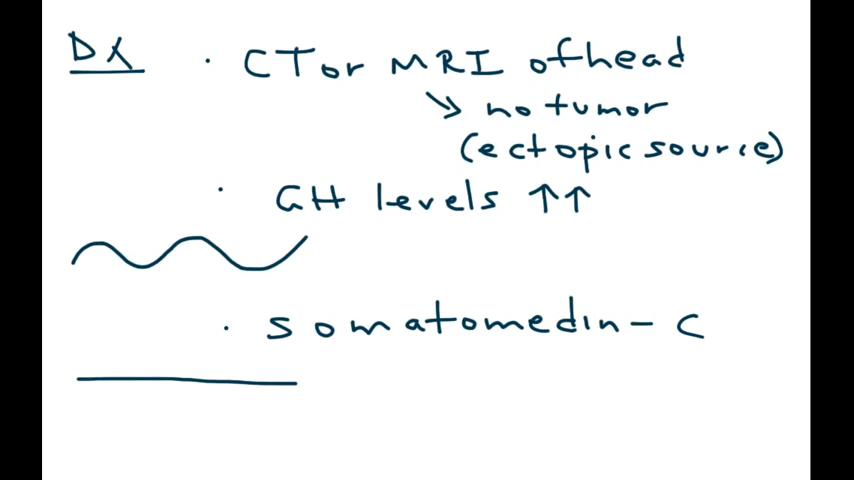 DX · CT or MRI of head
↘ no tumor
(ectopic source)
· GH levels ↑↑
· somatomedin - C